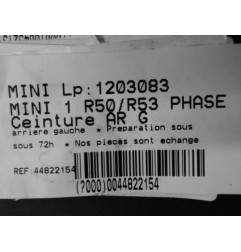 MINI Lp:1203083
MINI 1 R50/R53 PHASE
Ceinture AR G
arriere gauche * Preparation sous
sous 72h * Nos pieces sont echange
REF:44822154
(?000)0044822154